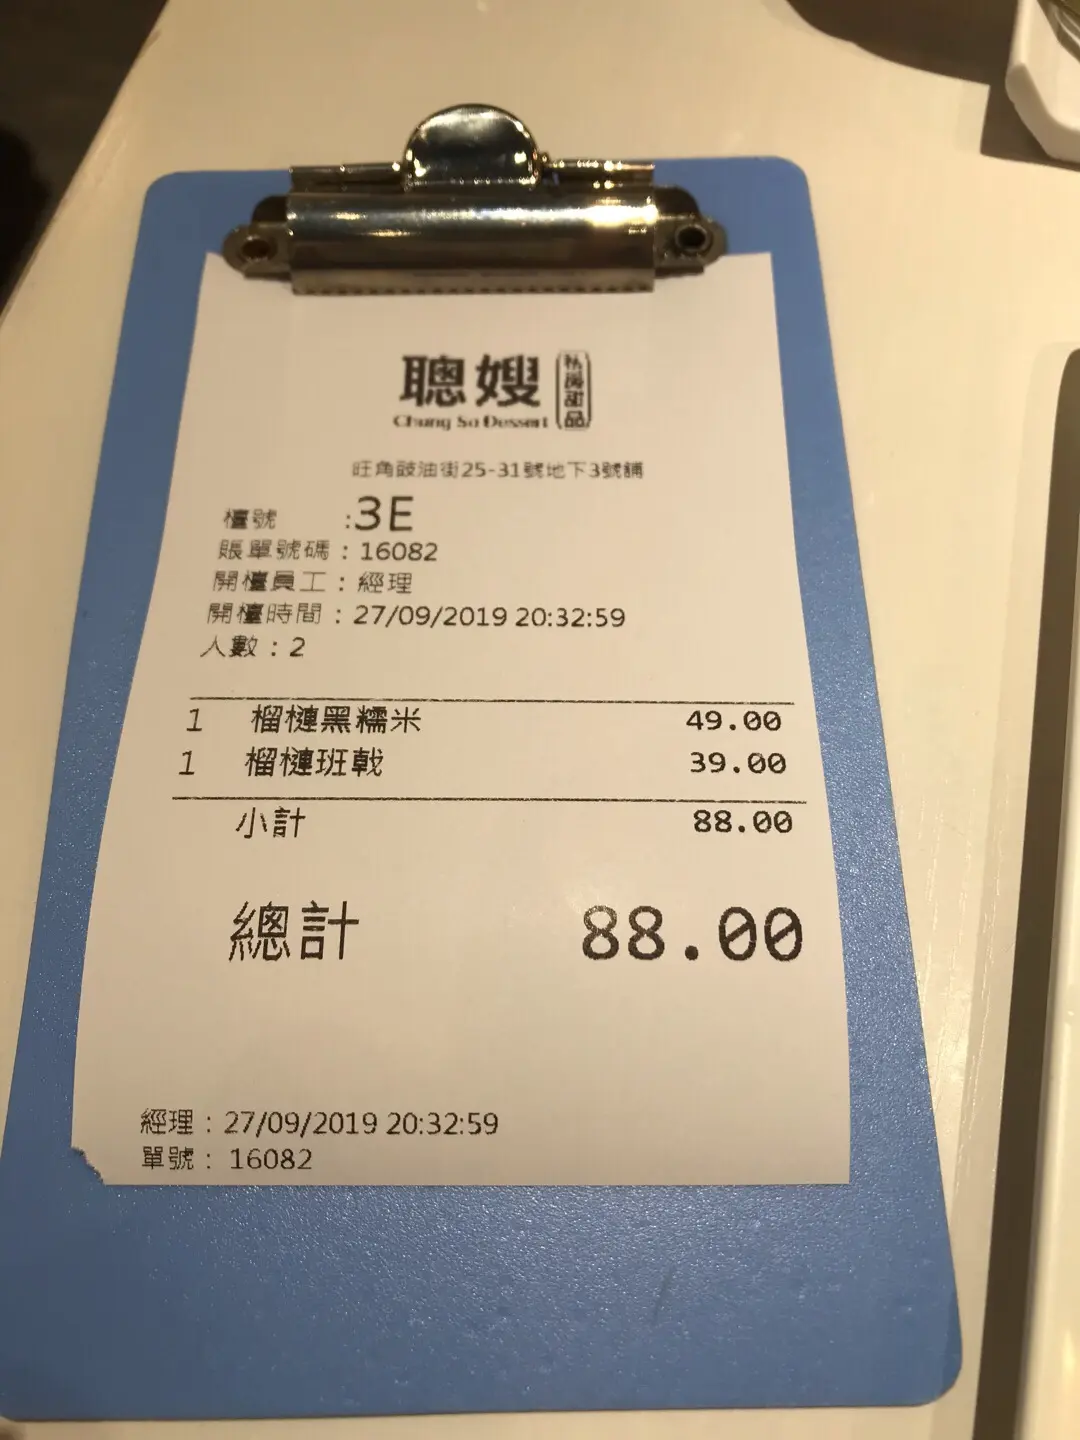 聰嫂 私房甜品
Chung So Dessert
旺角豉油街25-31號地下3號舖
檯號 :3E
賬單號碼：16082
開檯員工：經理
開檯時間：27/09/2019 20:32:59
人數：2
1 榴槤黑糯米 49.00
1 榴槤班戟 39.00
小計 88.00
總計 88.00
經理：27/09/2019 20:32:59
單號：16082